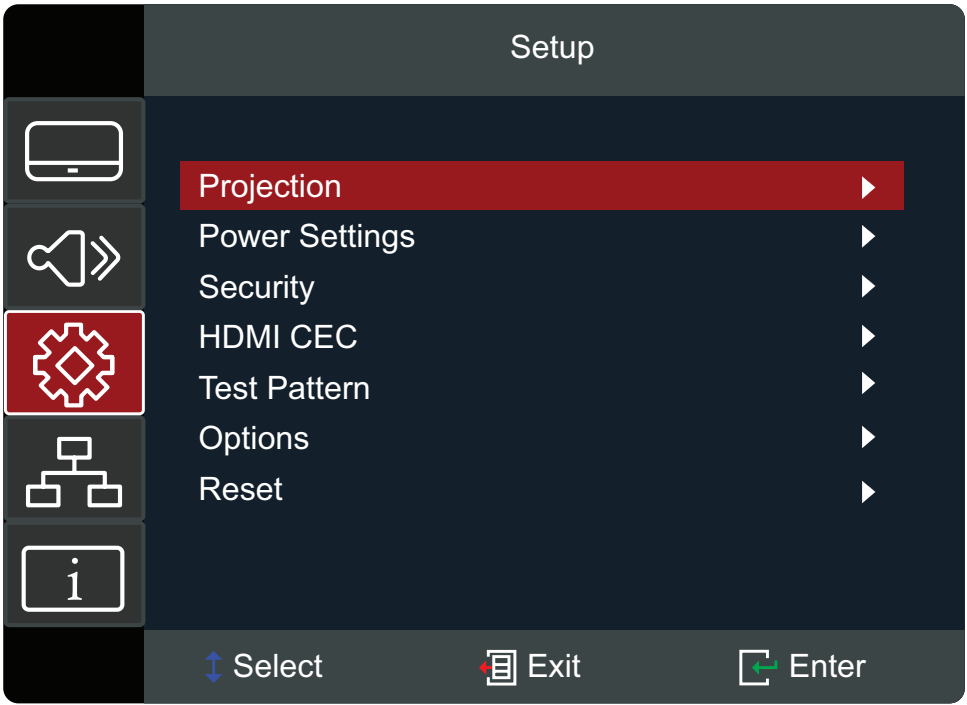 Setup
Projection
Power Settings
Security
HDMI CEC
Test Pattern
Options
Reset
i
Select Exit Enter